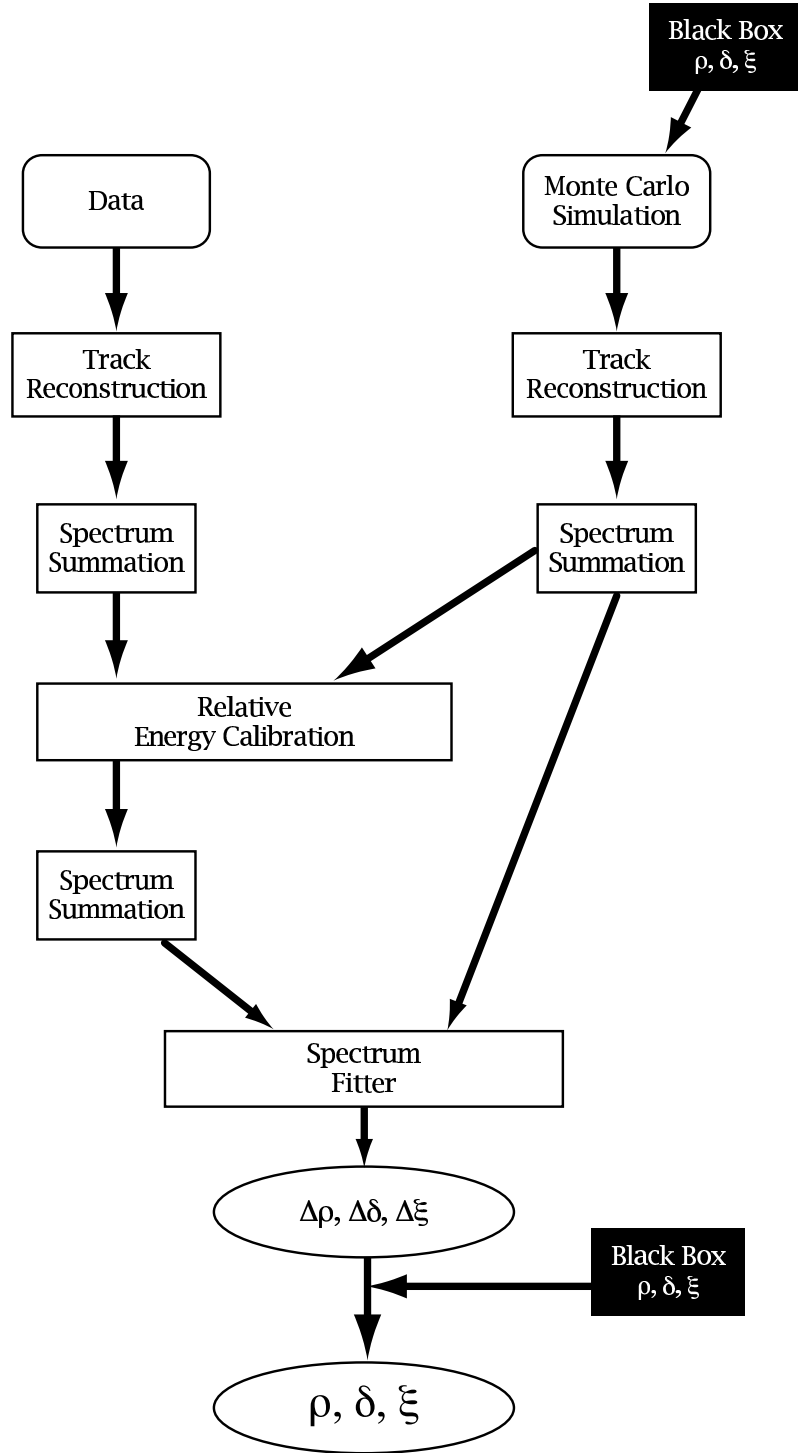 Black Box
ρ, δ, ξ
Data
Monte Carlo
Simulation
Track
Reconstruction
Track
Reconstruction
Spectrum
Summation
Spectrum
Summation
Relative
Energy Calibration
Spectrum
Summation
Spectrum
Fitter
Δρ, Δδ, Δξ
Black Box
ρ, δ, ξ
ρ, δ, ξ